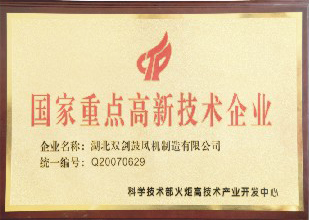 国家重点高新技术企业
企业名称：湖北双剑鼓风机制造有限公司
统一编号：Q20070629
科学技术部火炬高技术产业开发中心